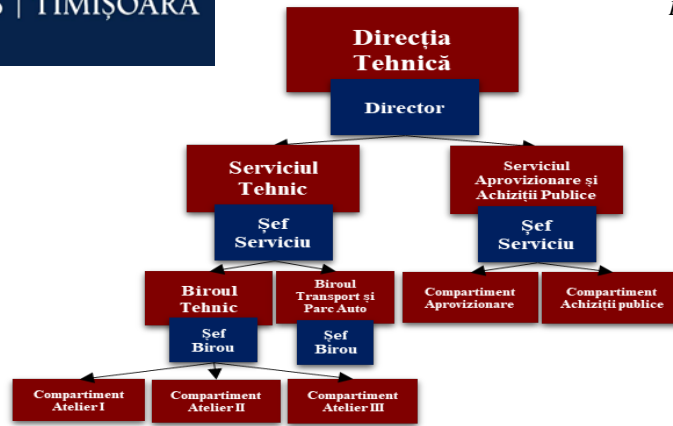 | TIMIȘOARA
Direcția
Tehnică
Director
Serviciul
Tehnic
Serviciul
Aprovizionare și
Achiziții Publice
Șef
Serviciu
Șef
Serviciu
Biroul
Tehnic
Biroul
Transport și
Parc Auto
Compartiment
Aprovizionare
Compartiment
Achiziții publice
Șef
Birou
Șef
Birou
Compartiment
Atelier I
Compartiment
Atelier II
Compartiment
Atelier III